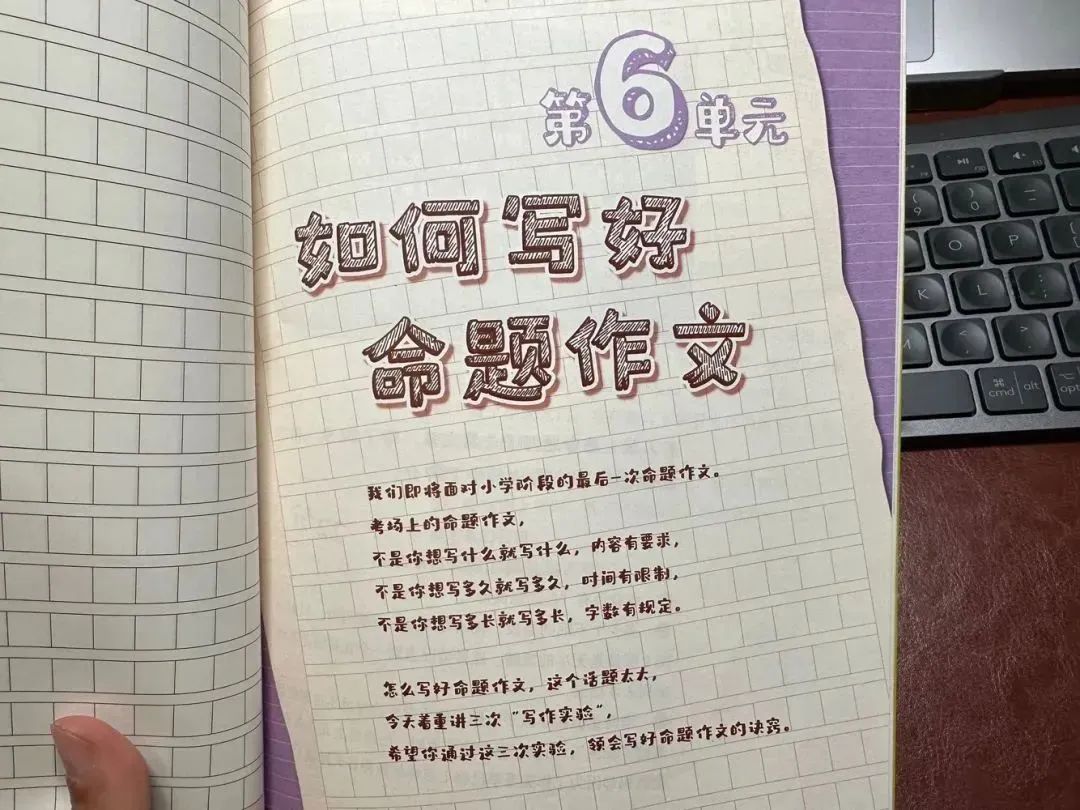 第6单元
如何写好
命题作文
我们即将面对小学阶段的最后一次命题作文。
考场上的命题作文，
不是你想写什么就写什么，内容有要求，
不是你想写多久就写多久，时间有限制，
不是你想写多长就写多长，字数有规定。
怎么写好命题作文，这个话题太大，
今天着重讲三次“写作实验”，
希望你通过这三次实验，领会写好命题作文的诀窍。
( 9
) 0
O
P
K
L
cmd
alt
opt